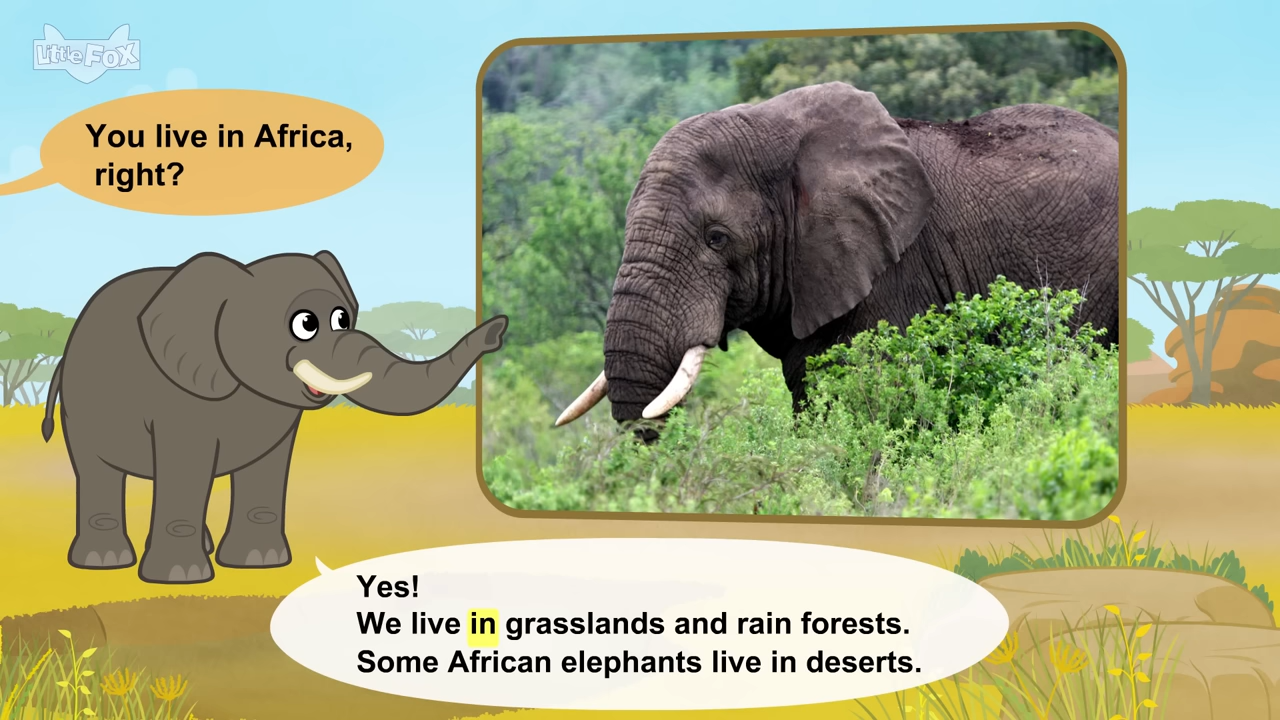 Little Fox
You live in Africa,
right?
Yes!
We live in grasslands and rain forests.
Some African elephants live in deserts.